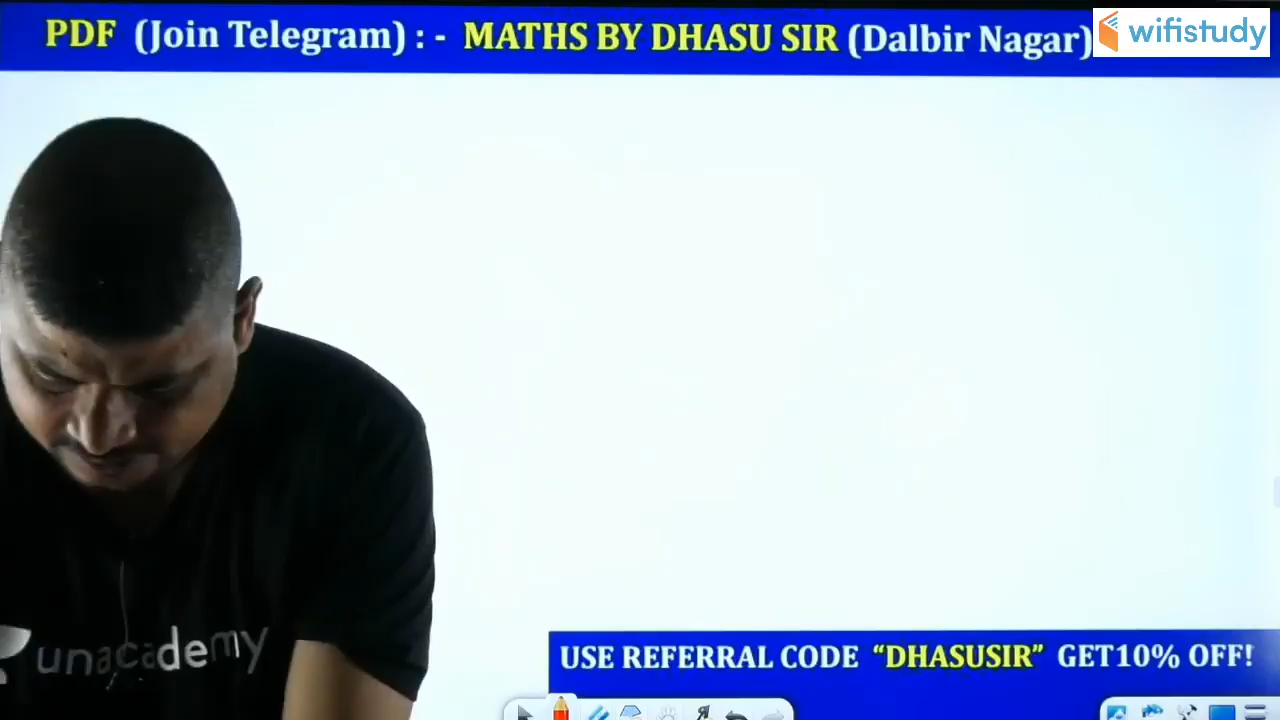 PDF (Join Telegram) : - MATHS BY DHASU SIR (Dalbir Nagar)
wifistudy
unacademy
USE REFERRAL CODE “DHASUSIR” GET10% OFF!